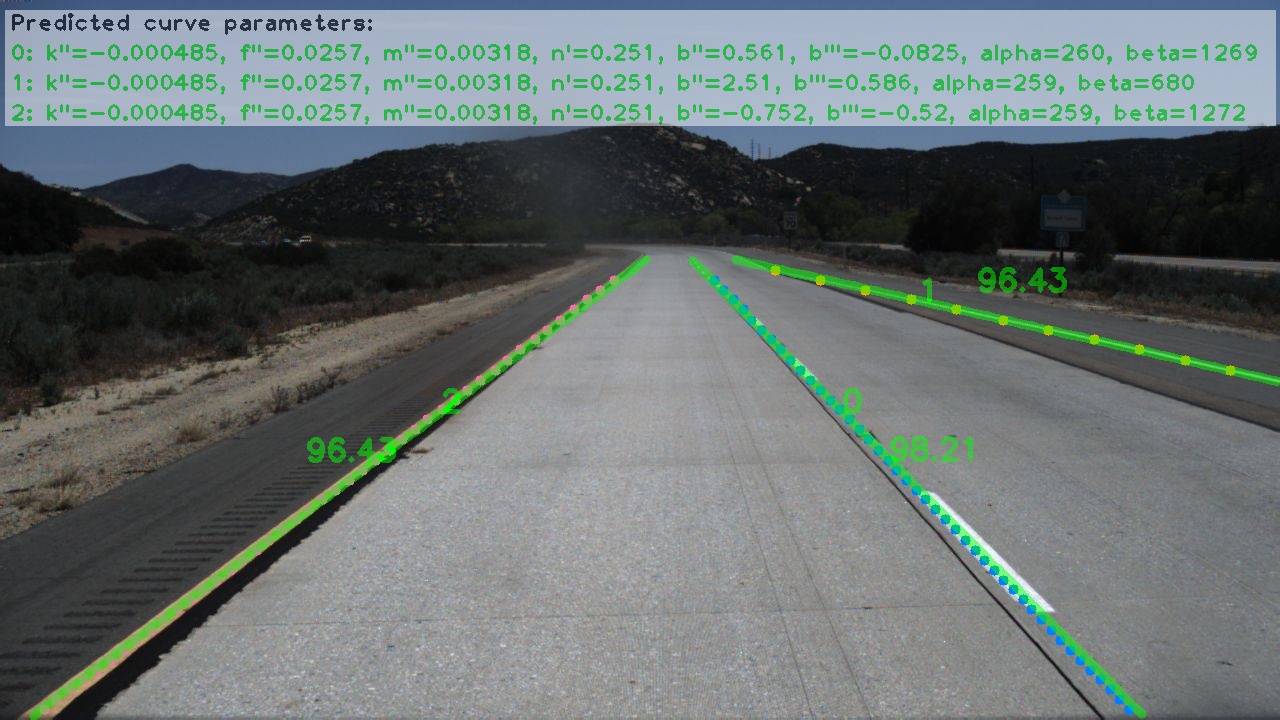 Predicted curve parameters:
0: k"=-0.000485, f"=0.0257, m"=0.00318, n'=0.251, b"=0.561, b'''=-0.0825, alpha=260, beta=1269
1: k"=-0.000485, f"=0.0257, m"=0.00318, n'=0.251, b"=2.51, b'''=0.586, alpha=259, beta=680
2: k"=-0.000485, f"=0.0257, m"=0.00318, n'=0.251, b"=-0.752, b'''=-0.52, alpha=259, beta=1272
1 96.43
2 0
96.43 98.21